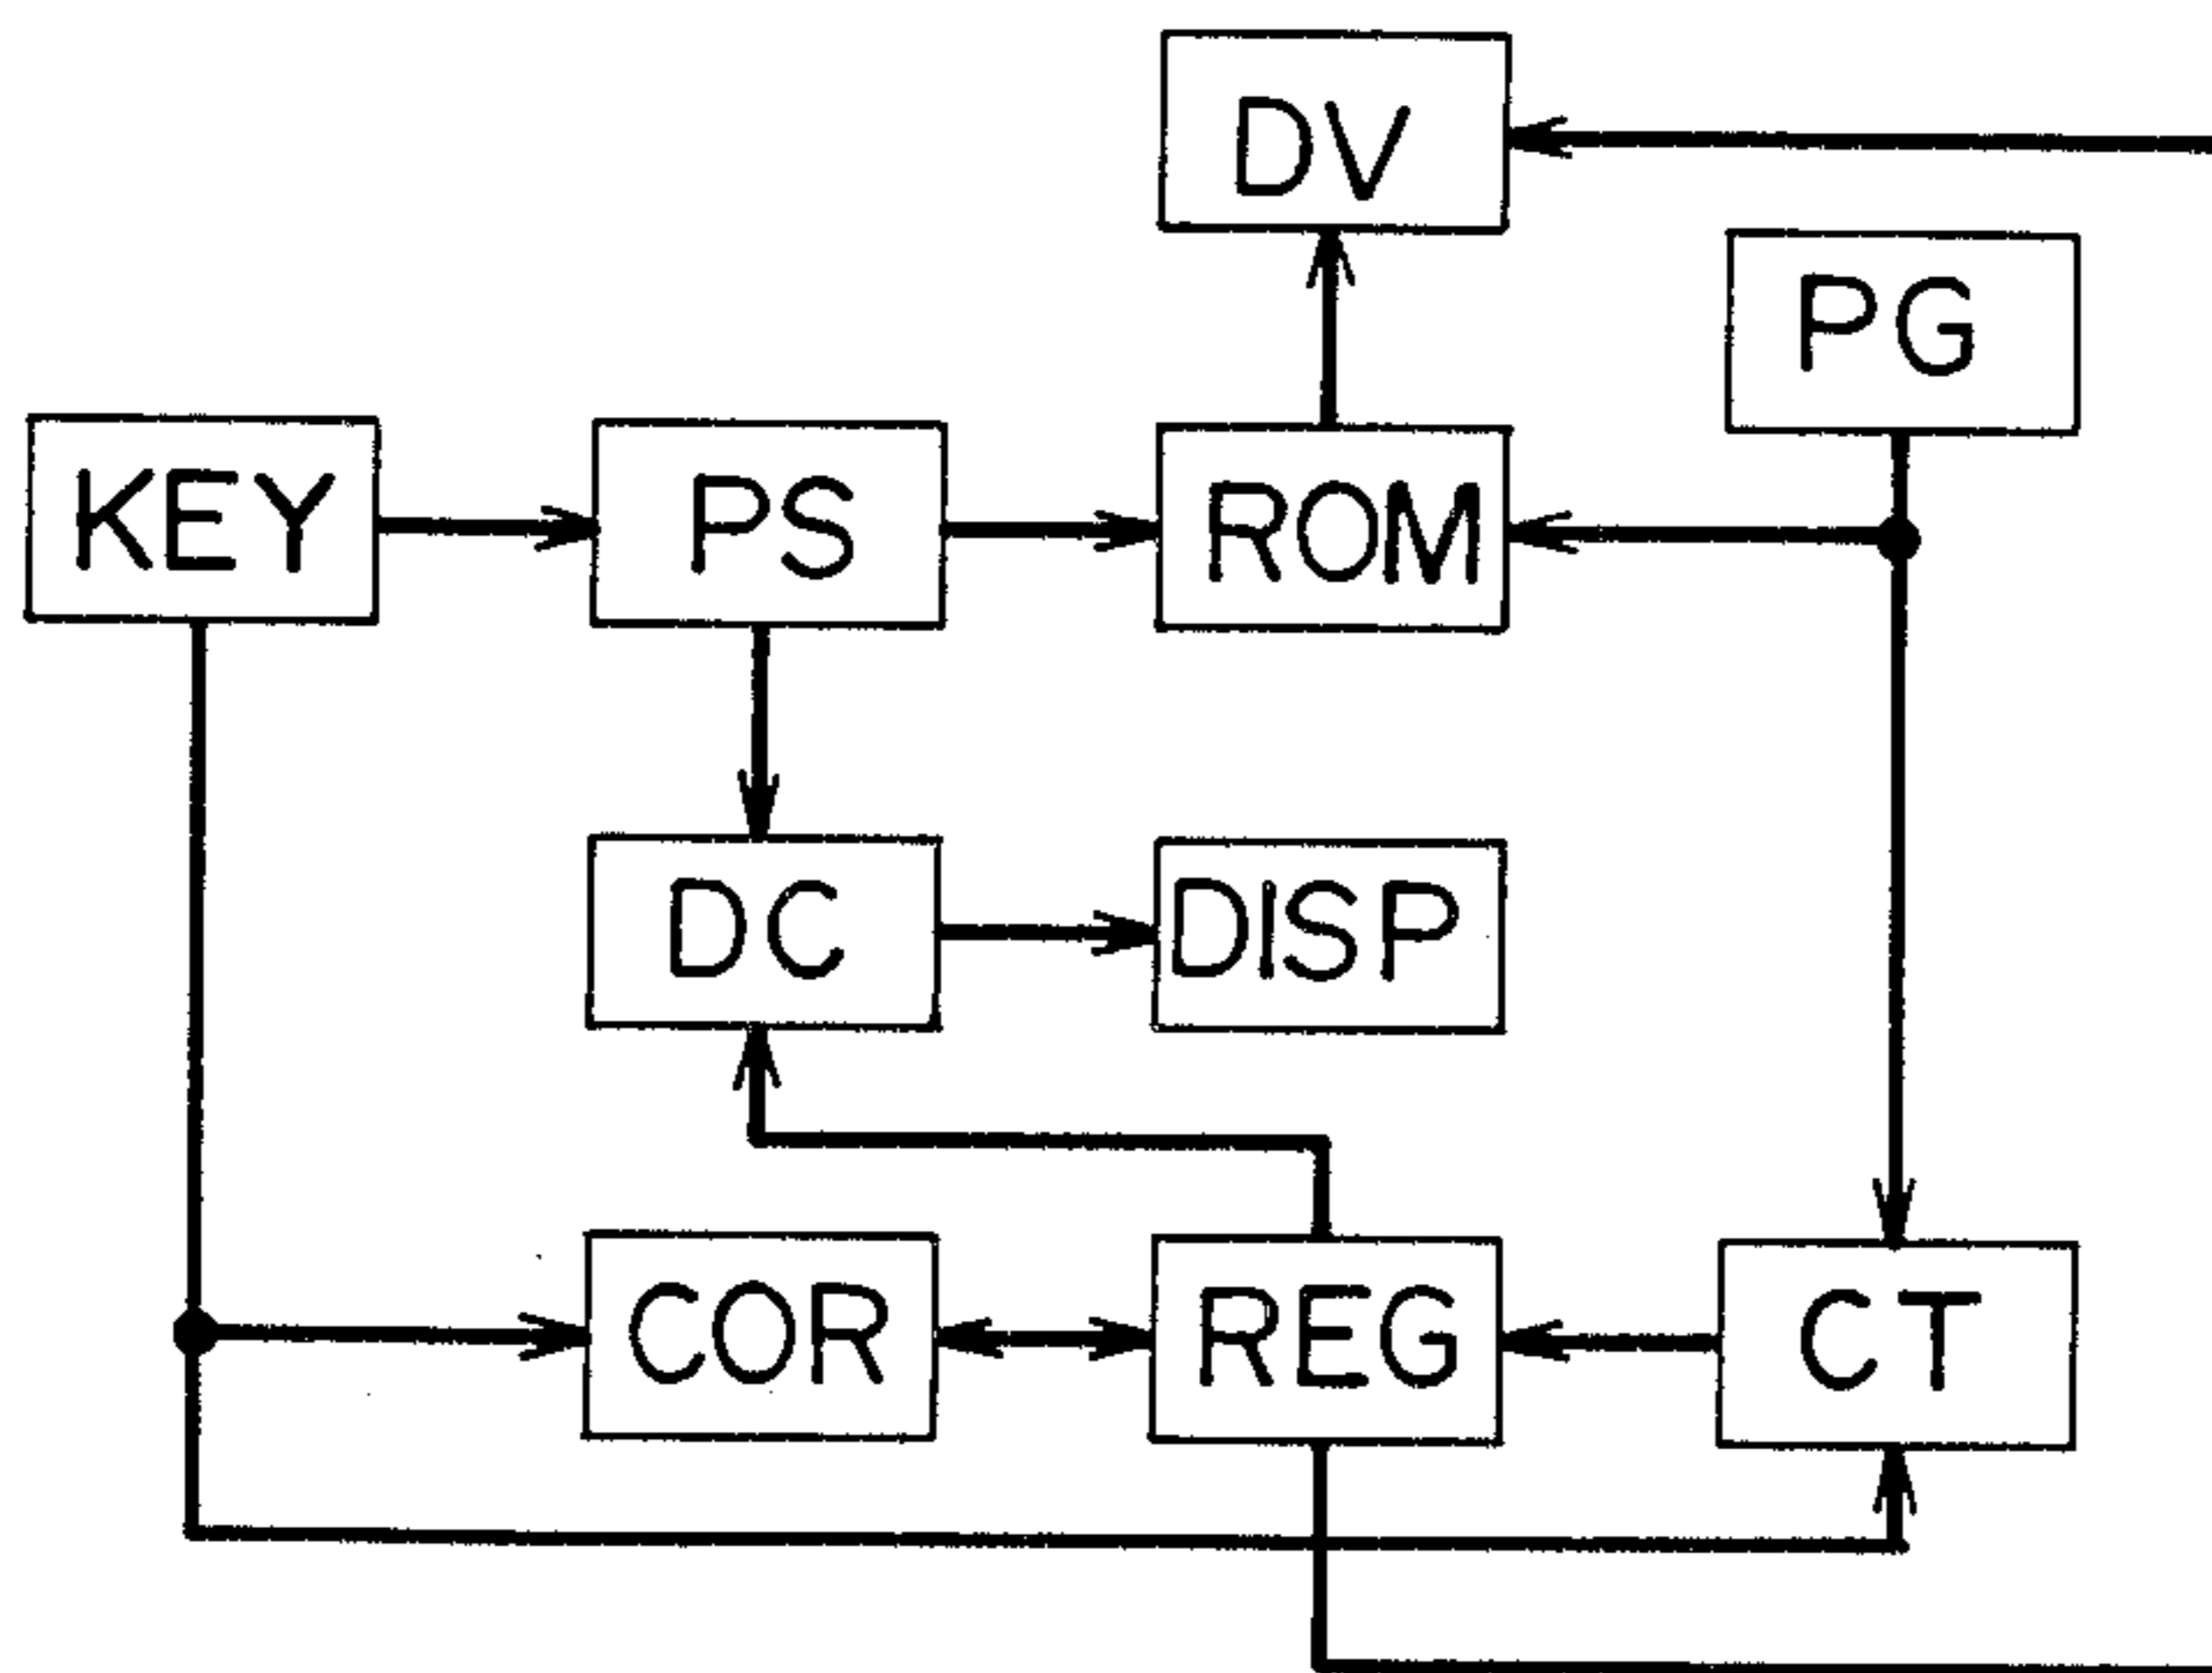 DV
PG
KEY
PS
ROM
DC
DISP
COR
REG
CT